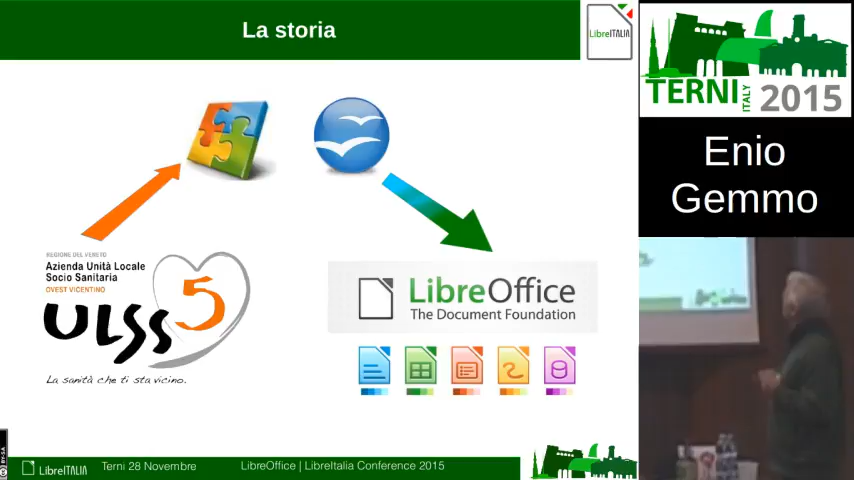 La storia
LibreITALIA
TERNI
ITALY
2015
Enio
Gemmo
REGIONE DEL VENETO
Azienda Unità Locale
Socio Sanitaria
OVEST VICENTINO
ULSS 5
La sanità che ti sta vicino.
LibreOffice
The Document Foundation
BY-SA
LibreITALIA
Terni 28 Novembre
LibreOffice | LibreItalia Conference 2015